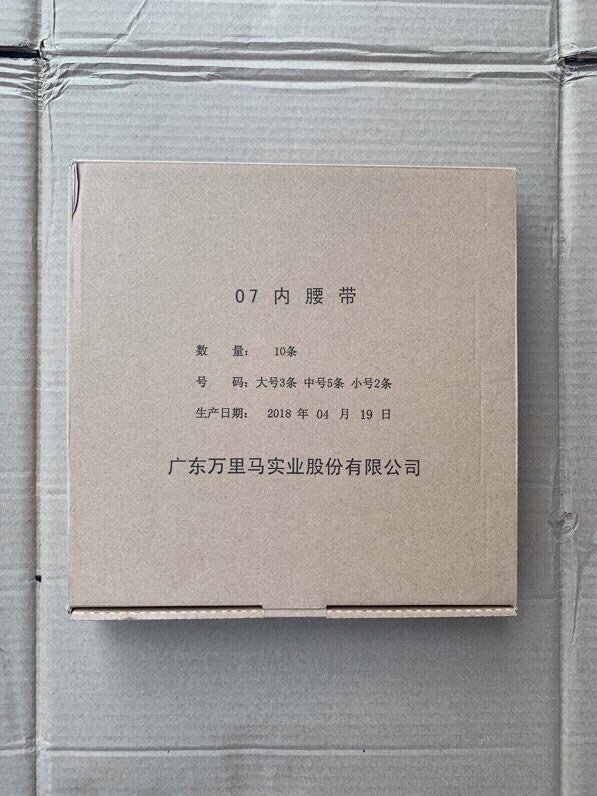 07 内 腰 带
数 量: 10条
号 码: 大号3条 中号5条 小号2条
生产日期: 2018 年 04 月 19 日
广东万里马实业股份有限公司